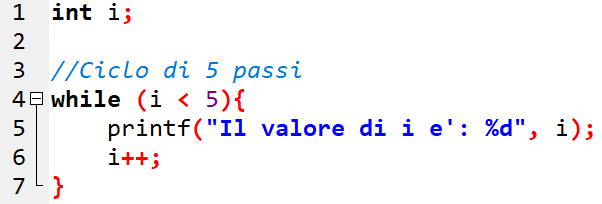 1 int i;
2
3 //Ciclo di 5 passi
4 while (i < 5){
5 printf("Il valore di i e': %d", i);
6 i++;
7 }